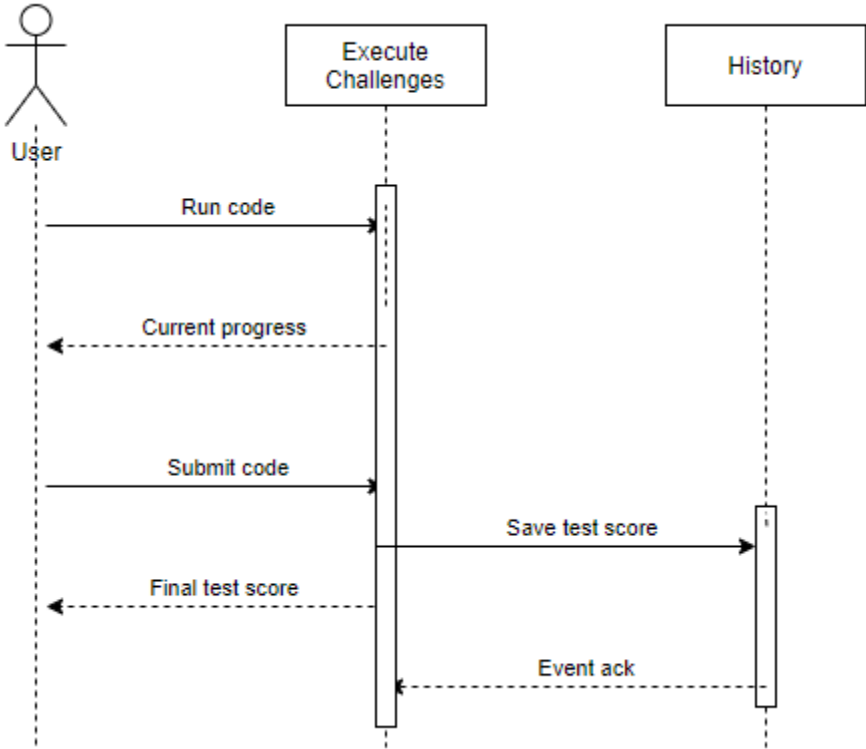 Execute
Challenges
History
User
Run code
Current progress
Submit code
Save test score
Final test score
Event ack